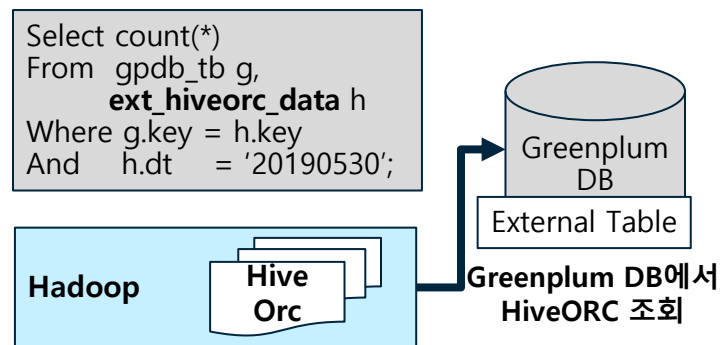 Select count(*)
From gpdb_tb g,
ext_hiveorc_data h
Where g.key = h.key
And h.dt = ‘20190530’;
Greenplum
DB
External Table
Hadoop
Hive
Orc
Greenplum DB에서
HiveORC 조회